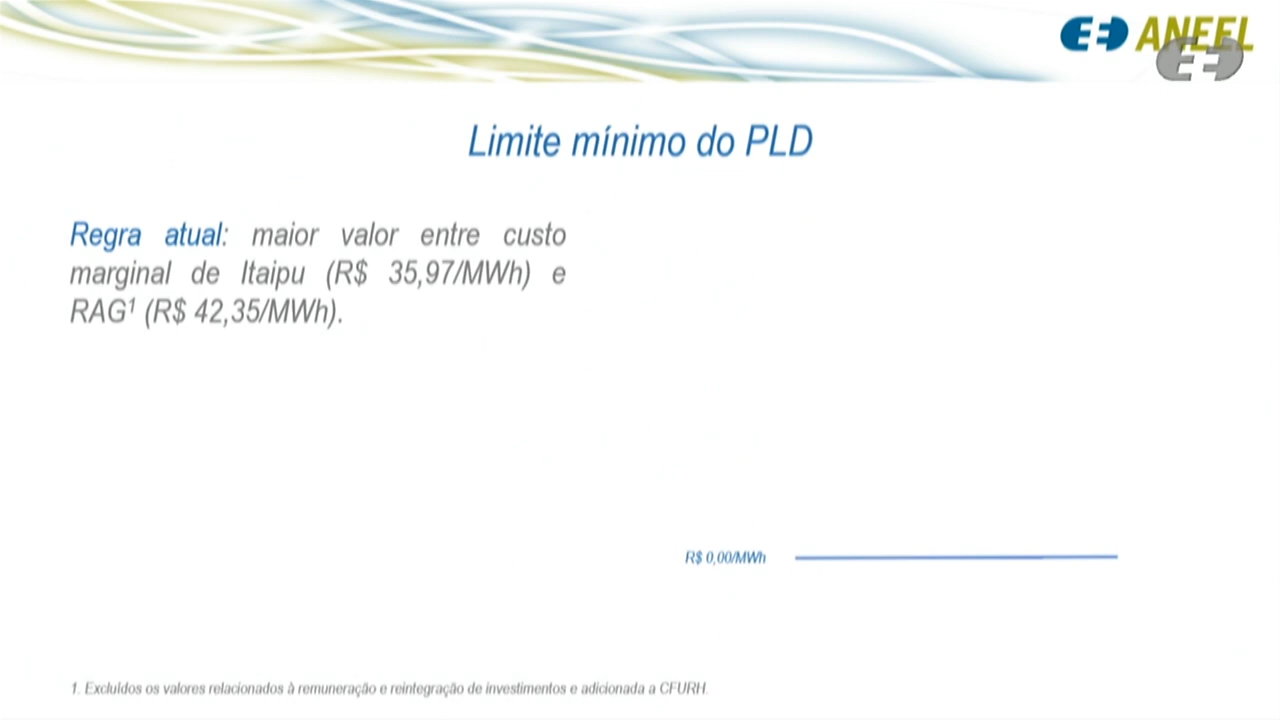 ANEEL
Limite mínimo do PLD
Regra atual: maior valor entre custo
marginal de Itaipu (R$ 35,97/MWh) e
RAG¹ (R$ 42,35/MWh).
R$ 0,00/MWh
1. Excluídos os valores relacionados à remuneração e reintegração de investimentos e adicionada a CFURH.